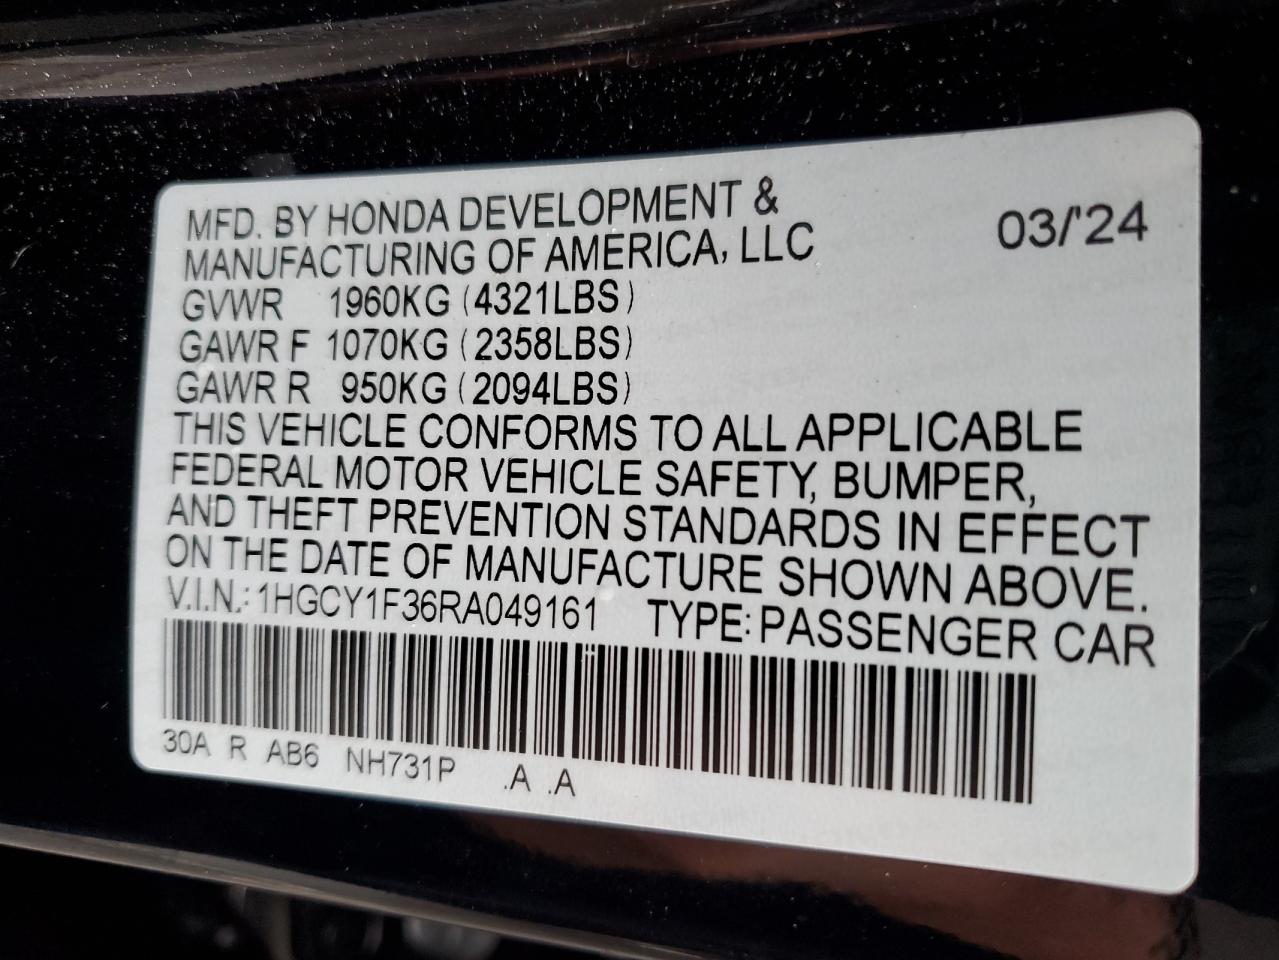 MFD. BY HONDA DEVELOPMENT &
MANUFACTURING OF AMERICA, LLC 03/'24
GVWR 1960KG (4321LBS)
GAWR F 1070KG (2358LBS)
GAWR R 950KG (2094LBS)
THIS VEHICLE CONFORMS TO ALL APPLICABLE
FEDERAL MOTOR VEHICLE SAFETY, BUMPER,
AND THEFT PREVENTION STANDARDS IN EFFECT
ON THE DATE OF MANUFACTURE SHOWN ABOVE.
V.I.N.: 1HGCY1F36RA049161 TYPE: PASSENGER CAR
30A R AB6 NH731P .A .A